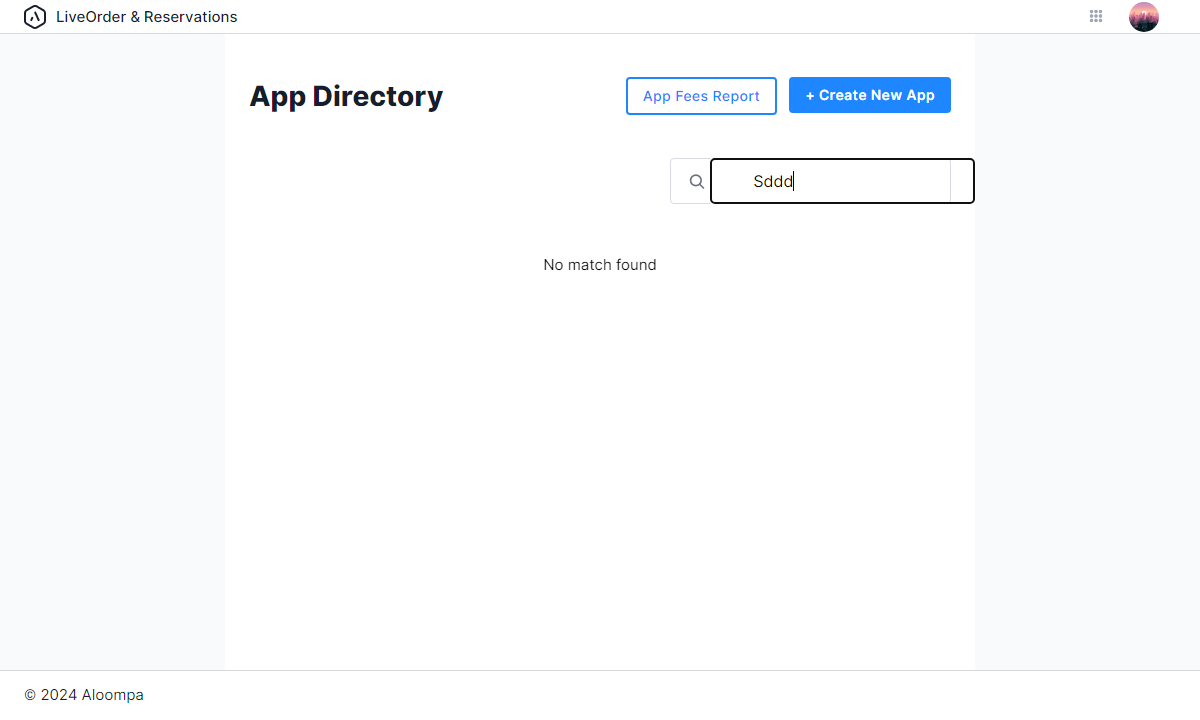 LiveOrder & Reservations
App Directory
App Fees Report
+ Create New App
Sddd
No match found
© 2024 Aloompa